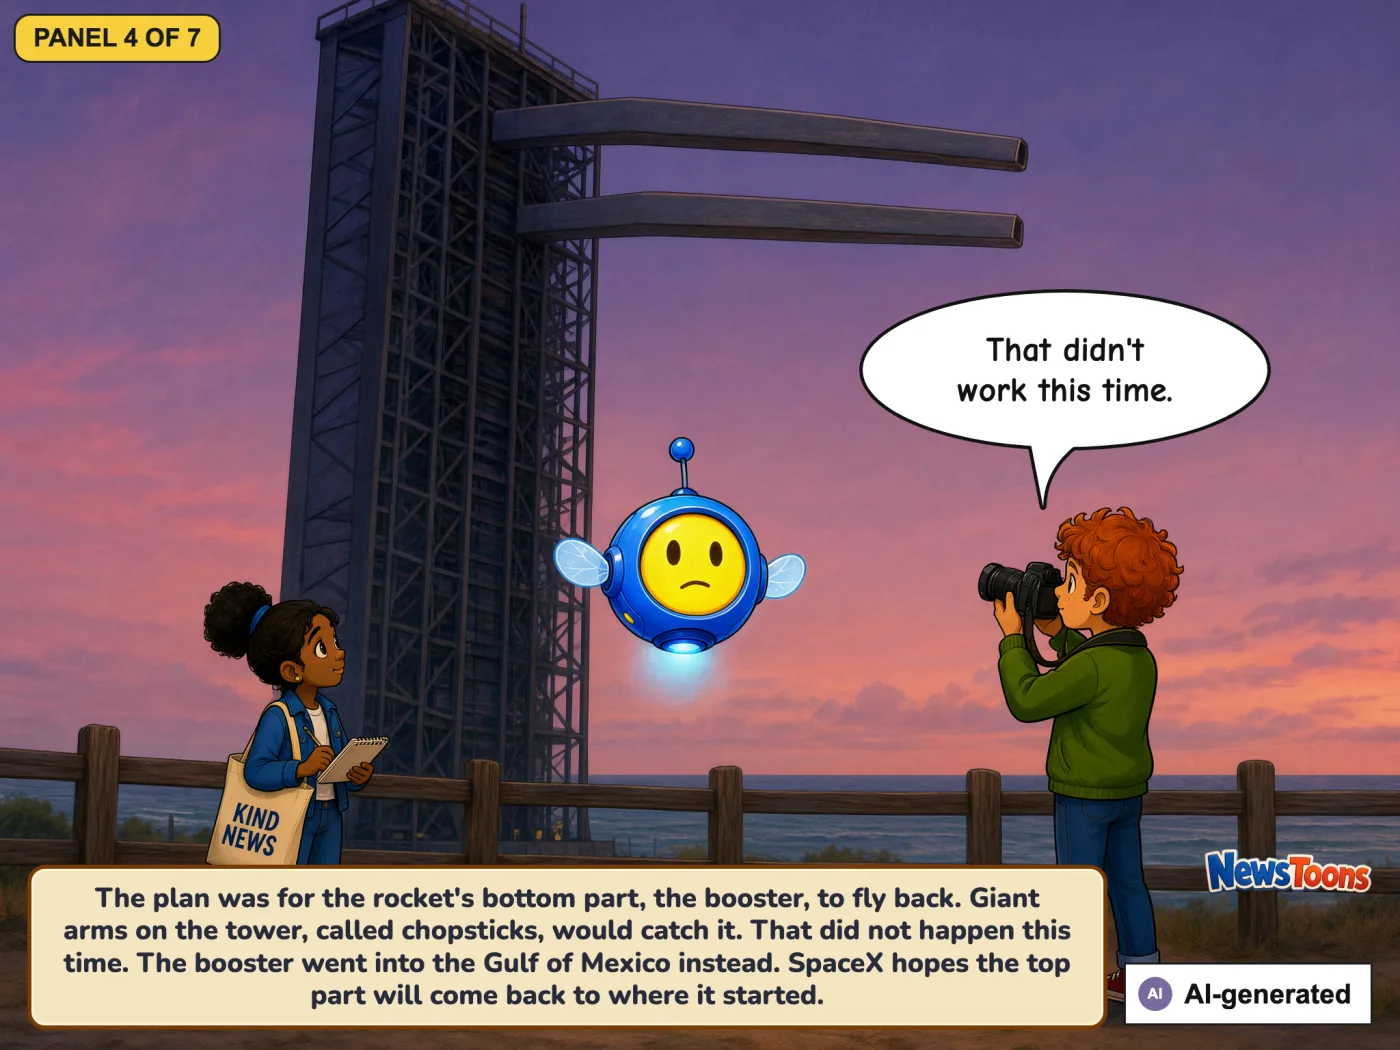 PANEL 4 OF 7
That didn't
work this time.
KIND
NEWS
NewsToons
The plan was for the rocket's bottom part, the booster, to fly back. Giant
arms on the tower, called chopsticks, would catch it. That did not happen this
time. The booster went into the Gulf of Mexico instead. SpaceX hopes the top
part will come back to where it started.
AI AI-generated